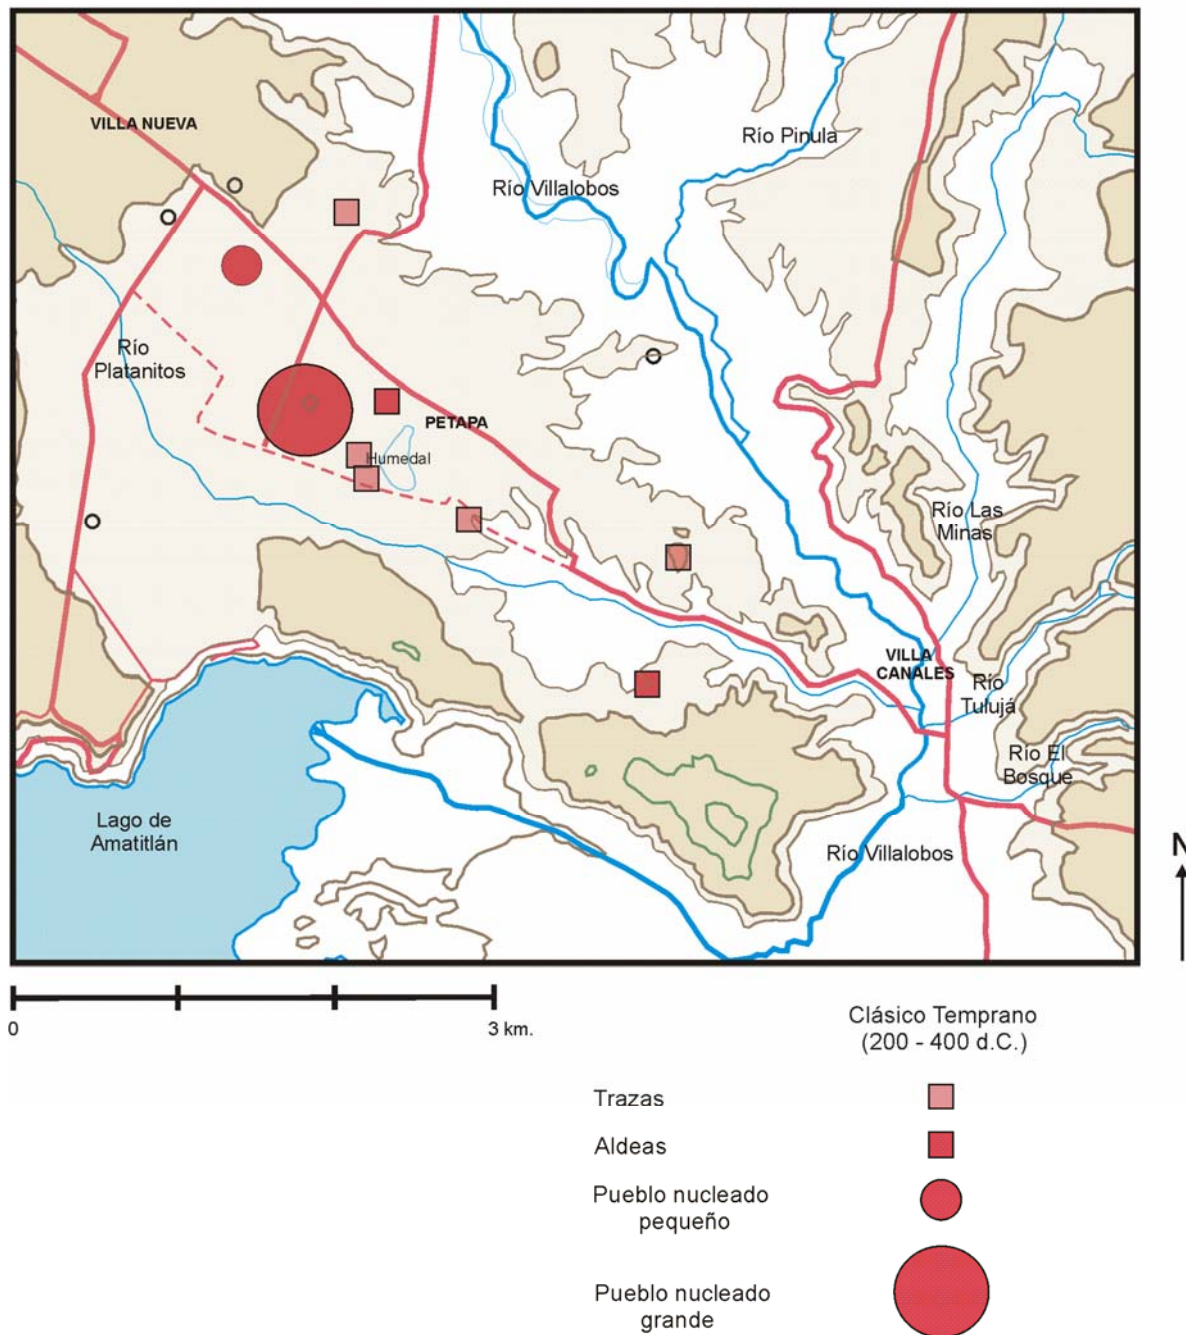 VILLA NUEVA
Río Pinula
Río Villalobos
Río
Platanitos
PETAPA
Humedal
Río Las
Minas
VILLA
CANALES
Río
Tulujá
Río El
Bosque
Lago de
Amatitlán
Río Villalobos
N
0
3 km.
Clásico Temprano
(200 - 400 d.C.)
Trazas
Aldeas
Pueblo nucleado
pequeño
Pueblo nucleado
grande